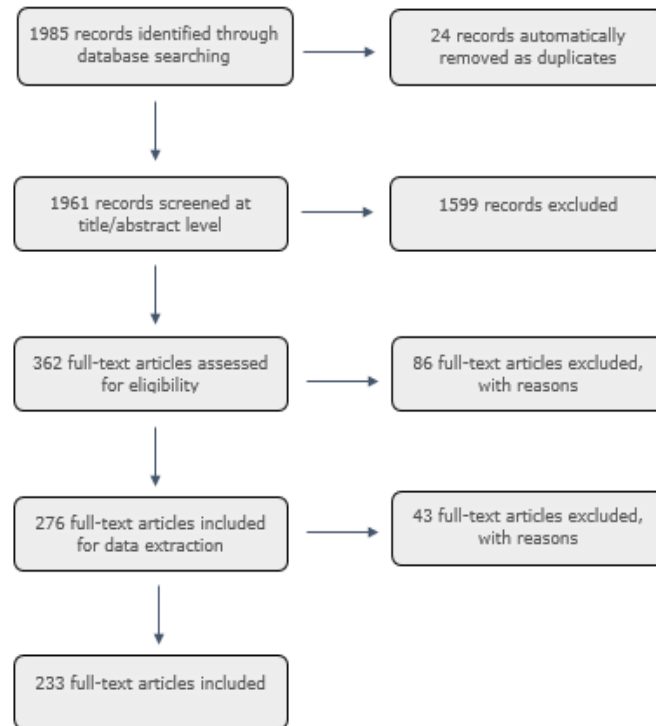 1985 records identified through
database searching
24 records automatically
removed as duplicates
1961 records screened at
title/abstract level
1599 records excluded
362 full-text articles assessed
for eligibility
86 full-text articles excluded,
with reasons
276 full-text articles included
for data extraction
43 full-text articles excluded,
with reasons
233 full-text articles included